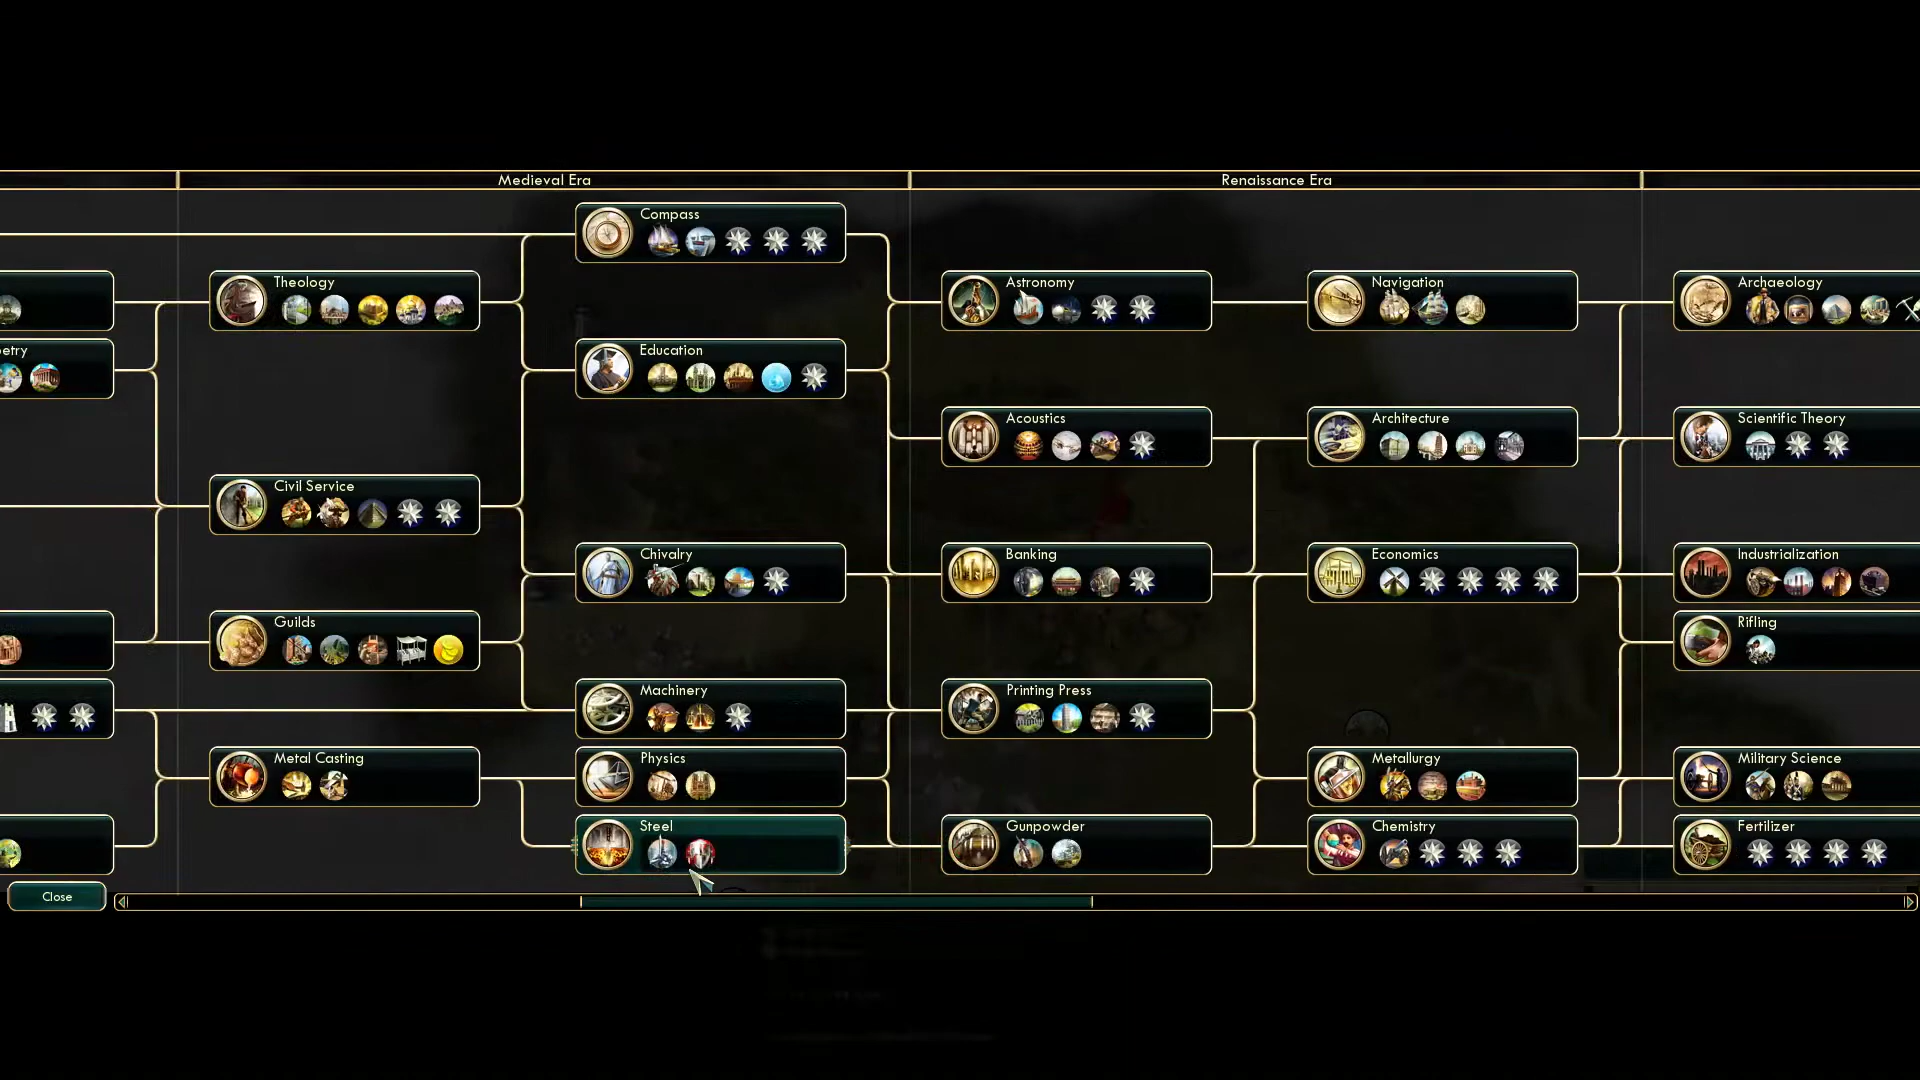 Medieval Era
Renaissance Era
Compass
Theology
Astronomy
Navigation
Archaeology
etry
Education
Acoustics
Architecture
Scientific Theory
Civil Service
Chivalry
Banking
Economics
Industrialization
Guilds
Rifling
Machinery
Printing Press
Metal Casting
Physics
Metallurgy
Military Science
Steel
Gunpowder
Chemistry
Fertilizer
Close